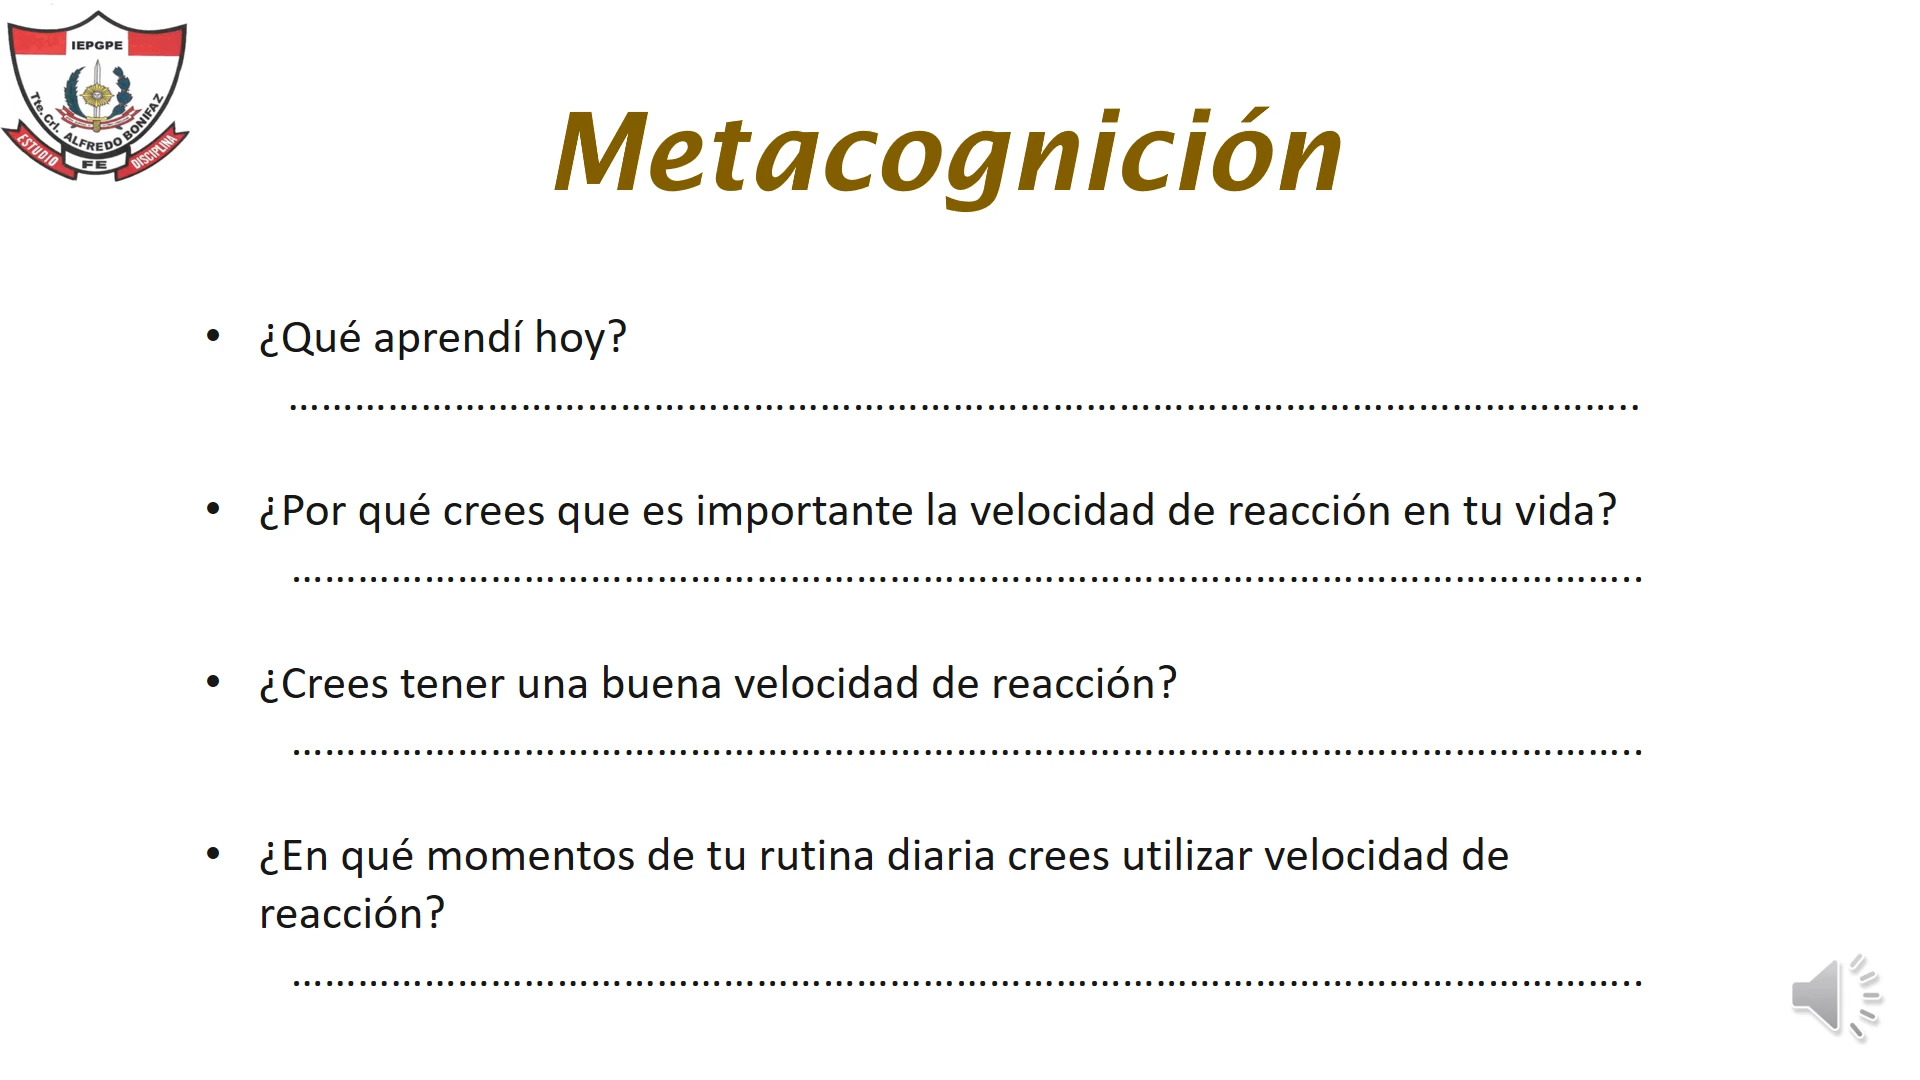 IEPGPE
Tte. Crl. ALFREDO BONIFAZ
ESTUDIO
FE
DISCIPLINA
Metacognición
• ¿Qué aprendí hoy?
……………………………………………………………………………………………………………..
• ¿Por qué crees que es importante la velocidad de reacción en tu vida?
……………………………………………………………………………………………………………..
• ¿Crees tener una buena velocidad de reacción?
……………………………………………………………………………………………………………..
• ¿En qué momentos de tu rutina diaria crees utilizar velocidad de
reacción?
……………………………………………………………………………………………………………..